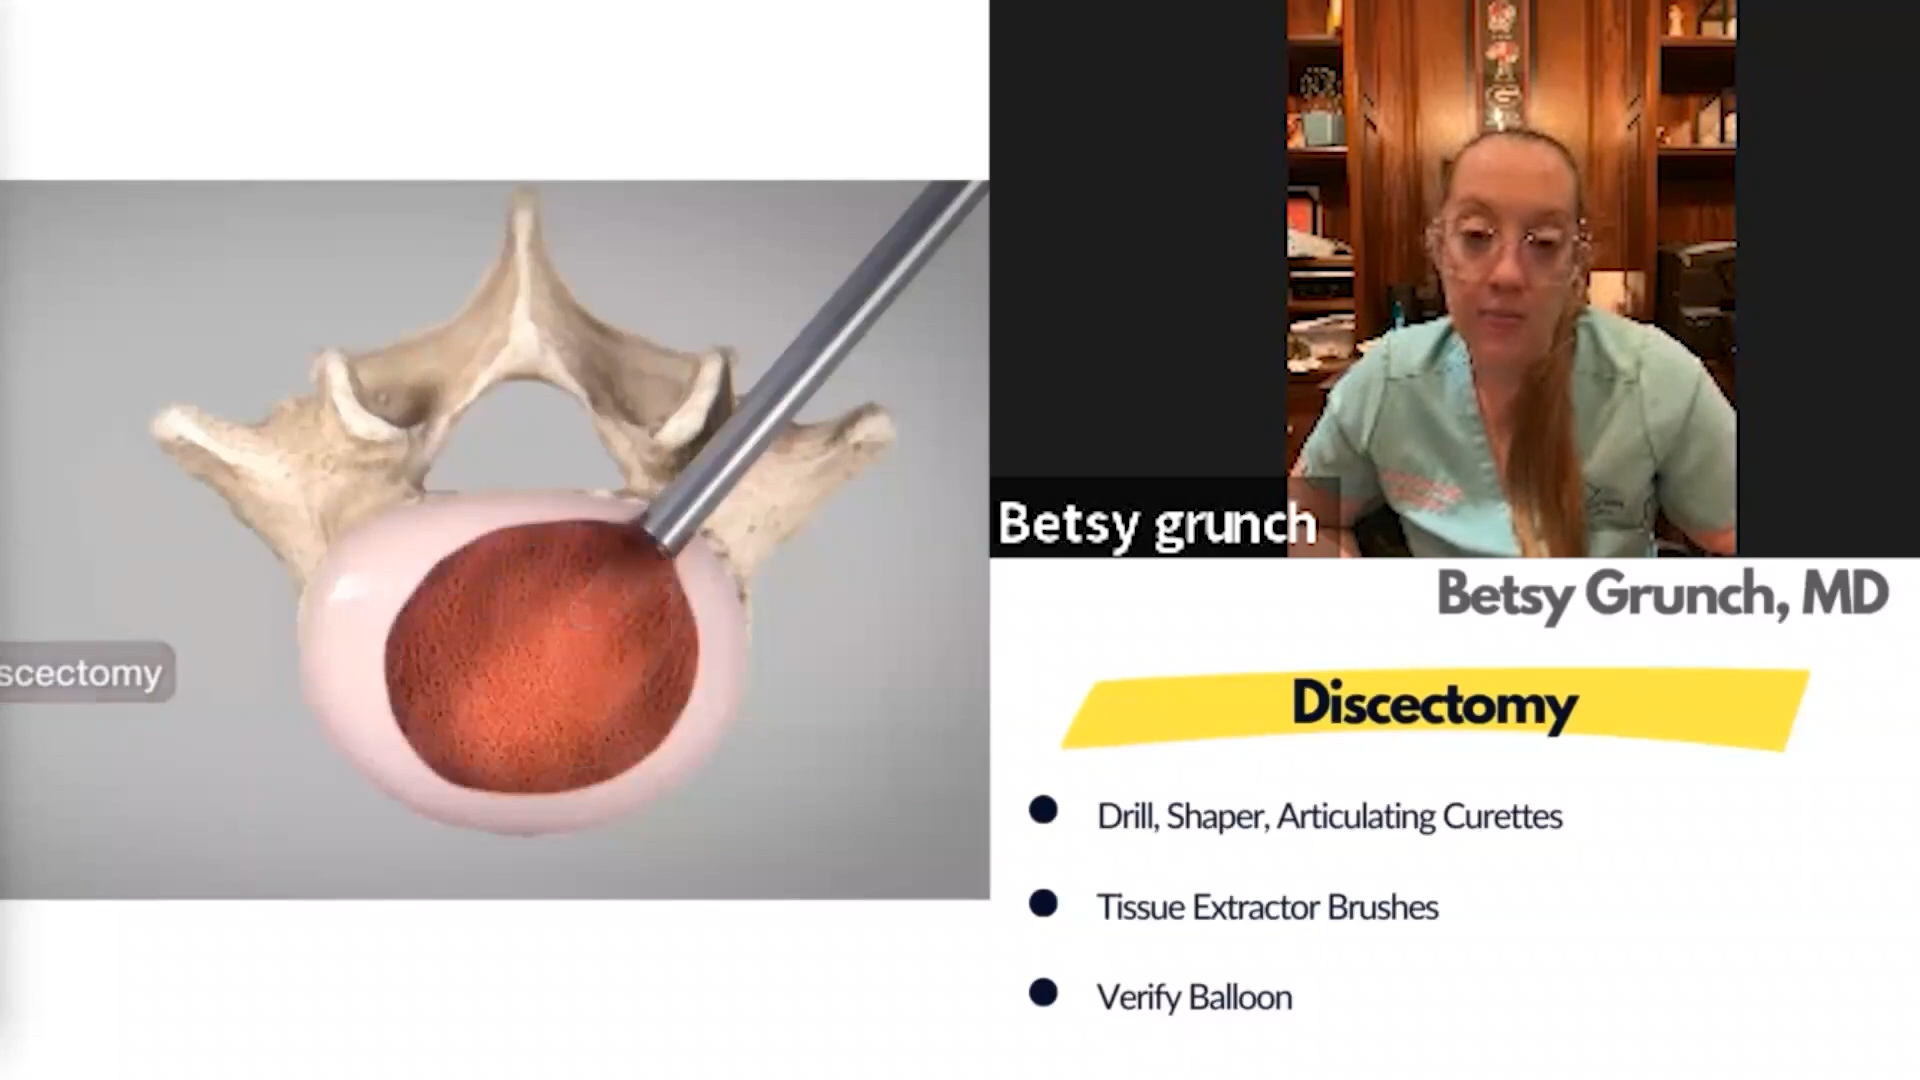 scectomy
Betsy grunch
Betsy Grunch, MD
Discectomy
Drill, Shaper, Articulating Curettes
Tissue Extractor Brushes
Verify Balloon